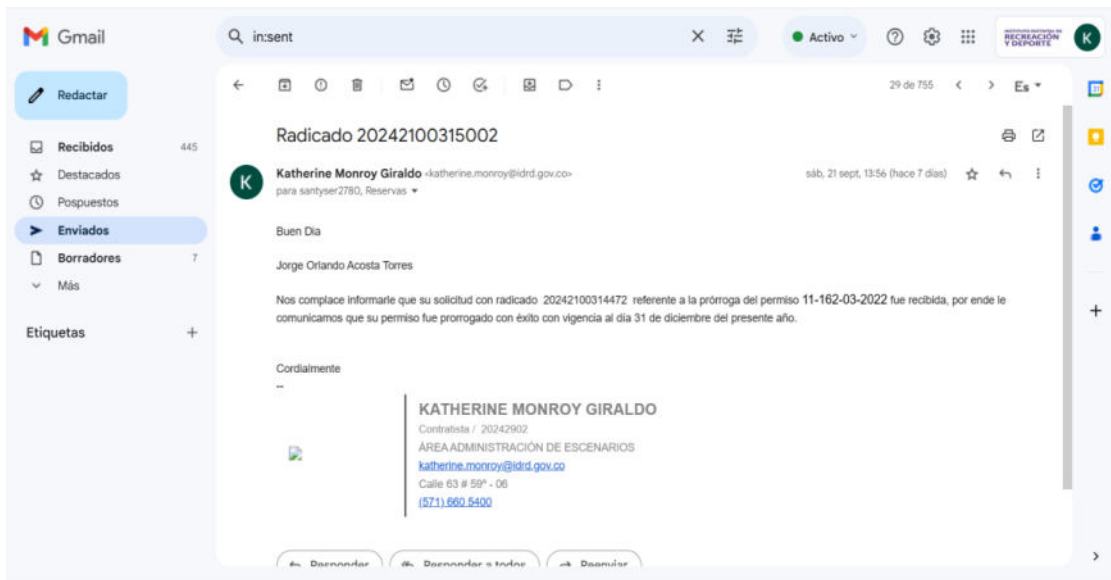 Gmail
in:sent
Activo
INSTITUTO DISTRITAL DE
RECREACIÓN
Y DEPORTE
K
Redactar
29 de 755
Es
Radicado 20242100315002
Recibidos 445
Destacados
Pospuestos
Enviados
Borradores 7
Más
Etiquetas
K
Katherine Monroy Giraldo <katherine.monroy@idrd.gov.co>
sáb, 21 sept, 13:56 (hace 7 días)
para santyser2780, Reservas
Buen Dia
Jorge Orlando Acosta Torres
Nos complace informarle que su solicitud con radicado 20242100314472 referente a la prórroga del permiso 11-162-03-2022 fue recibida, por ende le
comunicamos que su permiso fue prorrogado con éxito con vigencia al día 31 de diciembre del presente año.
Cordialmente
--
KATHERINE MONROY GIRALDO
Contratista / 20242902
ÁREA ADMINISTRACIÓN DE ESCENARIOS
katherine.monroy@idrd.gov.co
Calle 63 # 59ª - 06
(571) 660 5400
Responder
Responder a todos
Reenviar